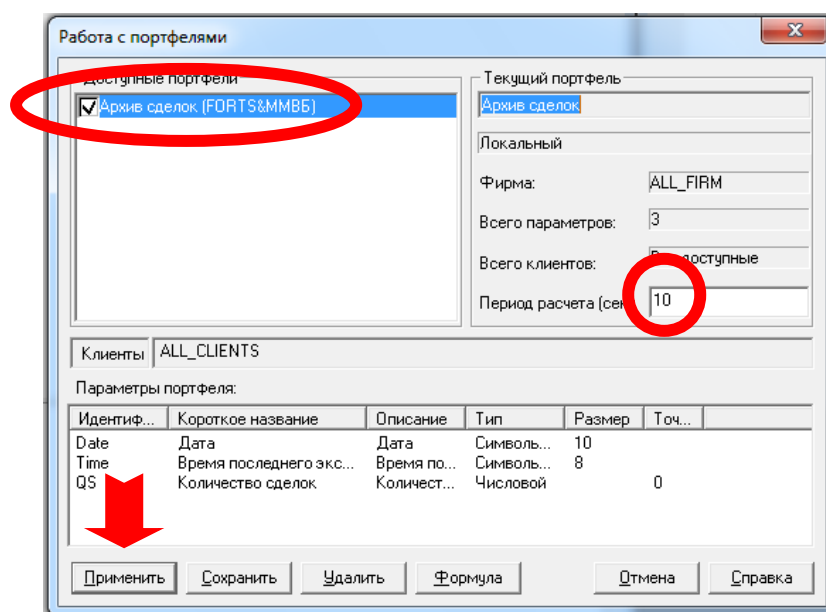 Работа с портфелями
Доступные портфели
Архив сделок (FORTS&ММВБ)
Текущий портфель
Архив сделок
Локальный
Фирма: ALL_FIRM
Всего параметров: 3
Всего клиентов: доступные
Период расчета (сек 10
Клиенты ALL_CLIENTS
Параметры портфеля:
Идентиф... Короткое название Описание Тип Размер Точ...
Date Дата Дата Символь... 10
Time Время последнего экс... Время по... Символь... 8
QS Количество сделок Количест... Числовой 0
Применить Сохранить Удалить Формула Отмена Справка